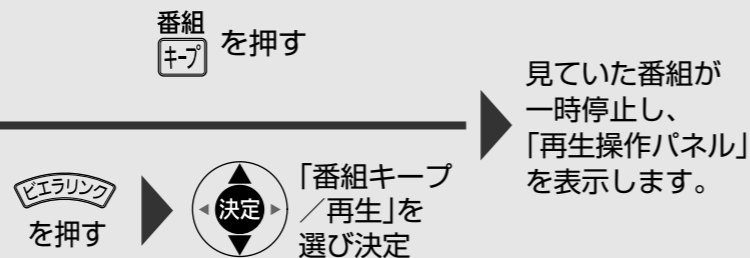 番組
キープ を押す
ビエラリンク
を押す
決定
「番組キープ
／再生」を
選び決定
見ていた番組が
一時停止し、
「再生操作パネル」
を表示します。